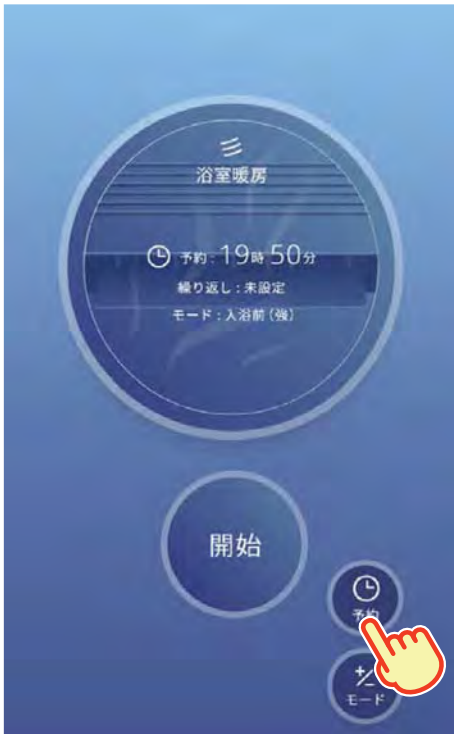 浴室暖房
予約:19時50分
繰り返し:未設定
モード:入浴前(強)
開始
予約
モード